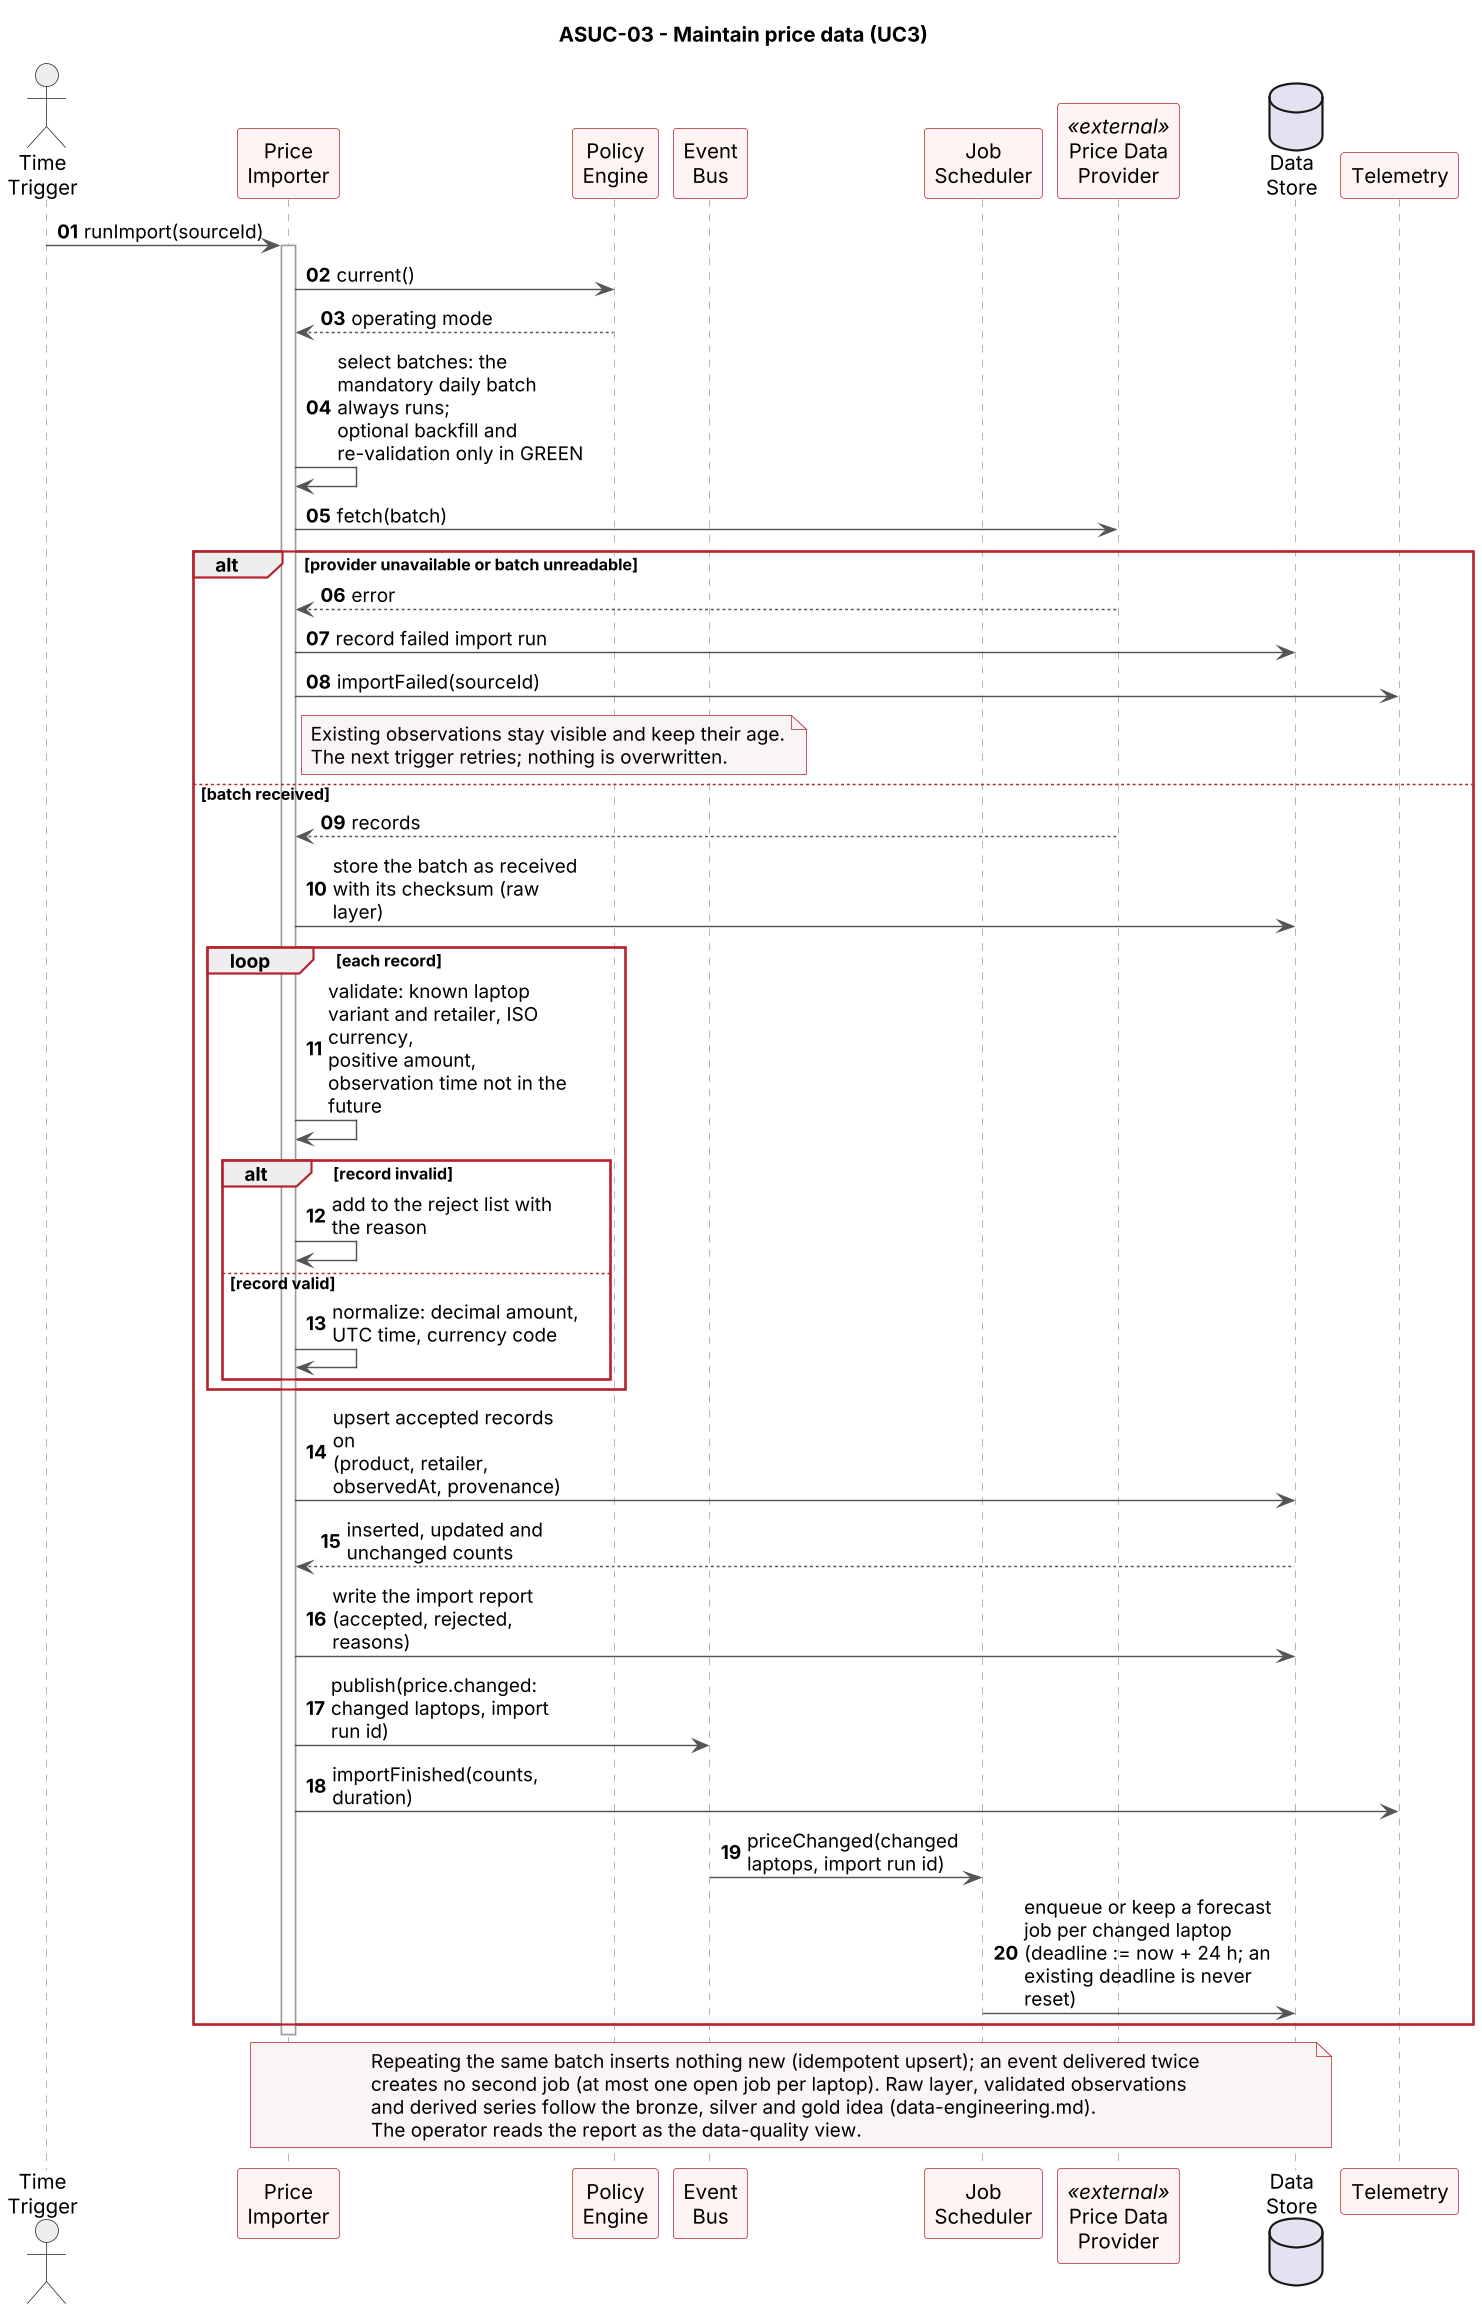 ASUC-03 - Maintain price data (UC3)
Time
Trigger
Price
Importer
Policy
Engine
Event
Bus
Job
Scheduler
«external»
Price Data
Provider
Data
Store
Telemetry
01 runImport(sourceId)
02 current()
03 operating mode
select batches: the
mandatory daily batch
04 always runs;
optional backfill and
re-validation only in GREEN
05 fetch(batch)
alt [provider unavailable or batch unreadable]
06 error
07 record failed import run
08 importFailed(sourceId)
Existing observations stay visible and keep their age.
The next trigger retries; nothing is overwritten.
[batch received]
09 records
store the batch as received
10 with its checksum (raw
layer)
loop [each record]
validate: known laptop
variant and retailer, ISO
11 currency,
positive amount,
observation time not in the
future
alt [record invalid]
12 add to the reject list with
the reason
[record valid]
13 normalize: decimal amount,
UTC time, currency code
upsert accepted records
on
14 (product, retailer,
observedAt, provenance)
15 inserted, updated and
unchanged counts
write the import report
16 (accepted, rejected,
reasons)
publish(price.changed:
17 changed laptops, import
run id)
18 importFinished(counts,
duration)
19 priceChanged(changed
laptops, import run id)
enqueue or keep a forecast
job per changed laptop
20 (deadline := now + 24 h; an
existing deadline is never
reset)
Repeating the same batch inserts nothing new (idempotent upsert); an event delivered twice
creates no second job (at most one open job per laptop). Raw layer, validated observations
and derived series follow the bronze, silver and gold idea (data-engineering.md).
The operator reads the report as the data-quality view.
Time
Trigger
Price
Importer
Policy
Engine
Event
Bus
Job
Scheduler
«external»
Price Data
Provider
Data
Store
Telemetry